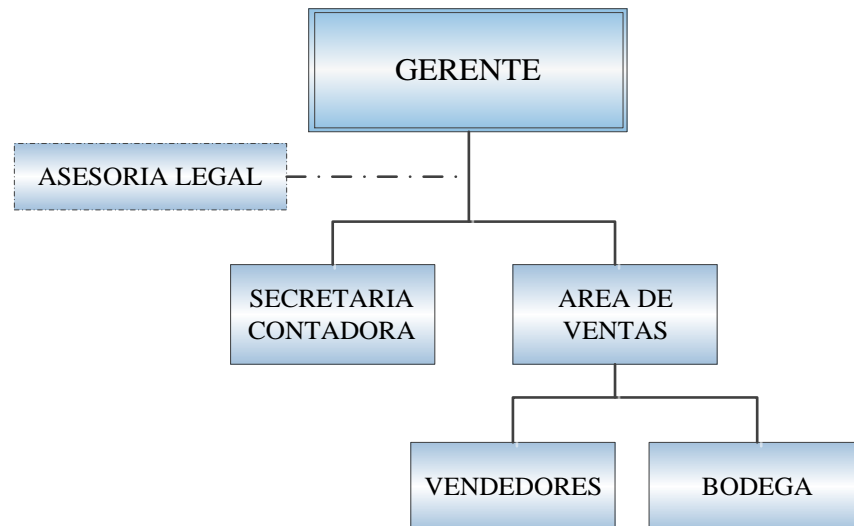 GERENTE
ASESORIA LEGAL
SECRETARIA
CONTADORA
AREA DE
VENTAS
VENDEDORES
BODEGA